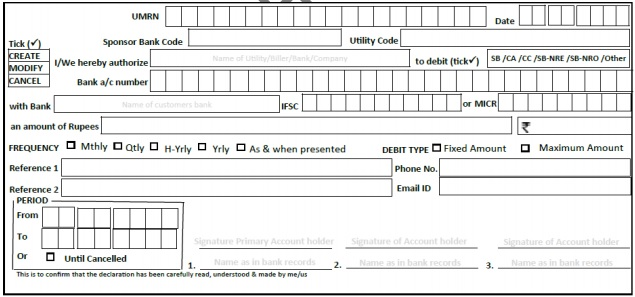 UMRN Date
Tick (✓) Sponsor Bank Code Utility Code
CREATE
MODIFY
CANCEL
I/We hereby authorize Name of Utility/Biller/Bank/Company to debit (tick✓) SB /CA /CC /SB-NRE /SB-NRO /Other
Bank a/c number
with Bank Name of customers bank IFSC or MICR
an amount of Rupees ₹
FREQUENCY ☐ Mthly ☐ Qtly ☐ H-Yrly ☐ Yrly ☐ As & when presented DEBIT TYPE ☐ Fixed Amount ☐ Maximum Amount
Reference 1 Phone No.
Reference 2 Email ID
PERIOD
From
To
Or ☐ Until Cancelled
Signature Primary Account holder Signature of Account holder Signature of Account holder
1. Name as in bank records 2. Name as in bank records 3. Name as in bank records
This is to confirm that the declaration has been carefully read, understood & made by me/us